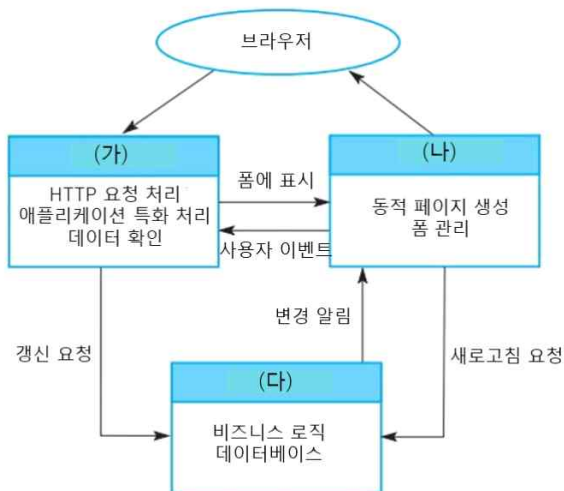 브라우저
(가)
HTTP 요청 처리
애플리케이션 특화 처리
데이터 확인
폼에 표시
사용자 이벤트
(나)
동적 페이지 생성
폼 관리
갱신 요청
변경 알림
새로고침 요청
(다)
비즈니스 로직
데이터베이스